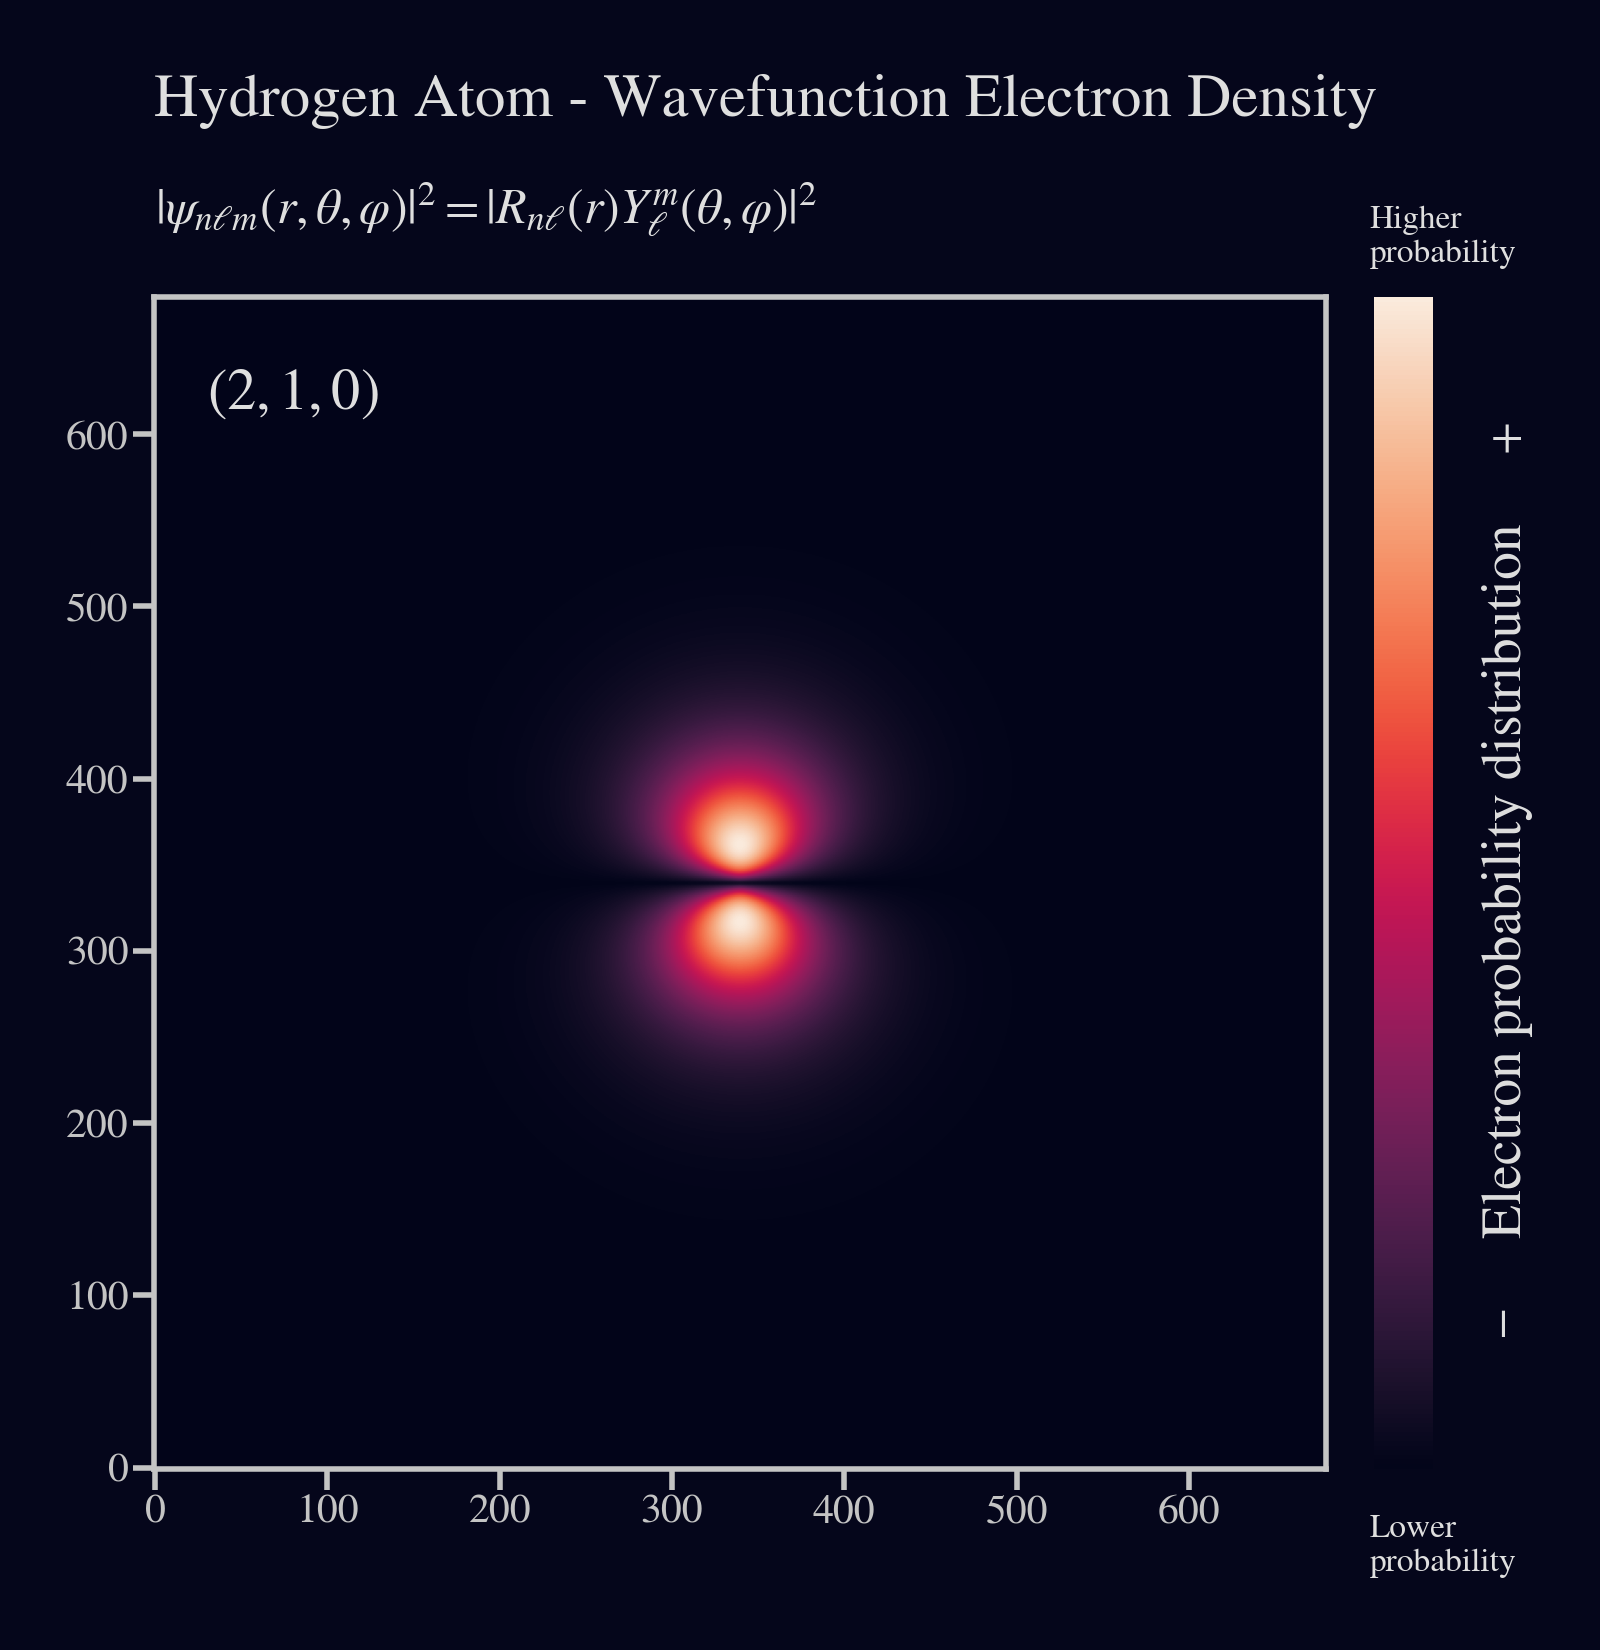 Hydrogen Atom - Wavefunction Electron Density
|ψnℓm(r, θ, φ)|² = |Rnℓ(r)Yℓᵐ(θ, φ)|²
Higher
probability
(2, 1, 0)
600
500
400
300
200
100
0
0 100 200 300 400 500 600
− Electron probability distribution +
Lower
probability